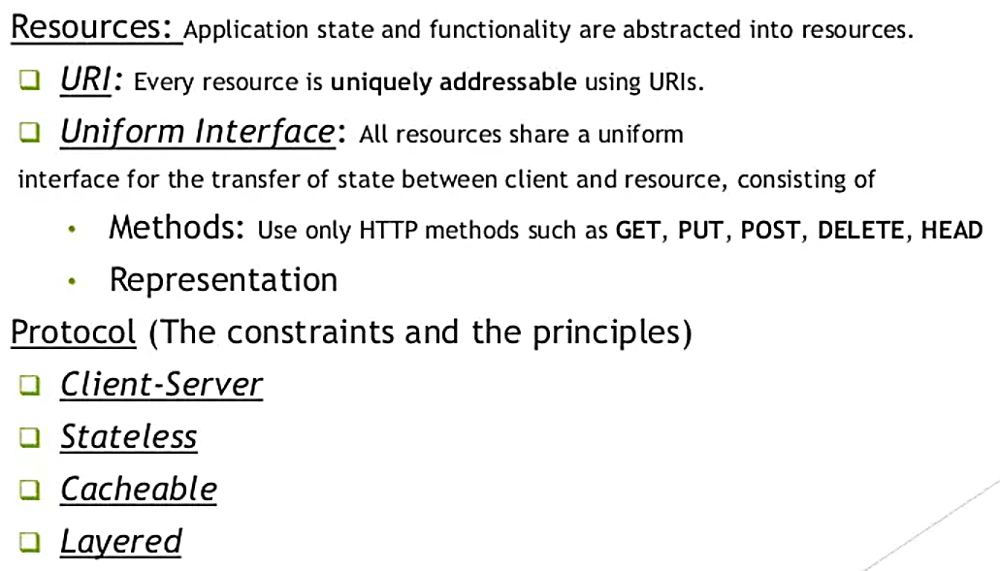 Resources: Application state and functionality are abstracted into resources.
❑ URI: Every resource is uniquely addressable using URIs.
❑ Uniform Interface: All resources share a uniform
interface for the transfer of state between client and resource, consisting of
• Methods: Use only HTTP methods such as GET, PUT, POST, DELETE, HEAD
• Representation
Protocol (The constraints and the principles)
❑ Client-Server
❑ Stateless
❑ Cacheable
❑ Layered